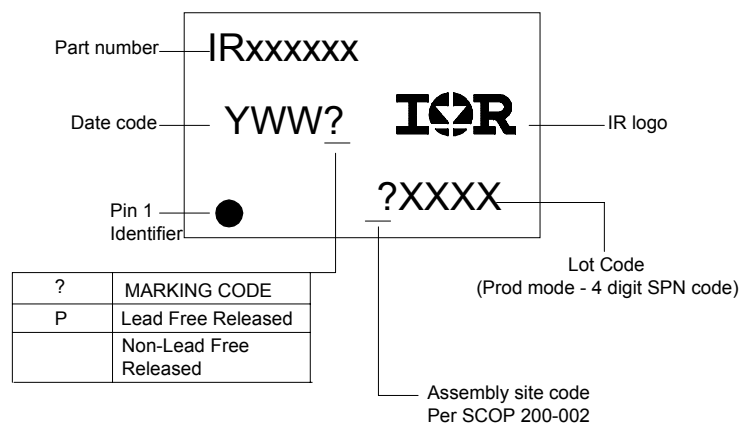 Part number
IRxxxxxx
Date code
YWW?
IOR
IR logo
?XXXX
Pin 1
Identifier
Lot Code
(Prod mode - 4 digit SPN code)
? MARKING CODE
P Lead Free Released
Non-Lead Free
Released
Assembly site code
Per SCOP 200-002